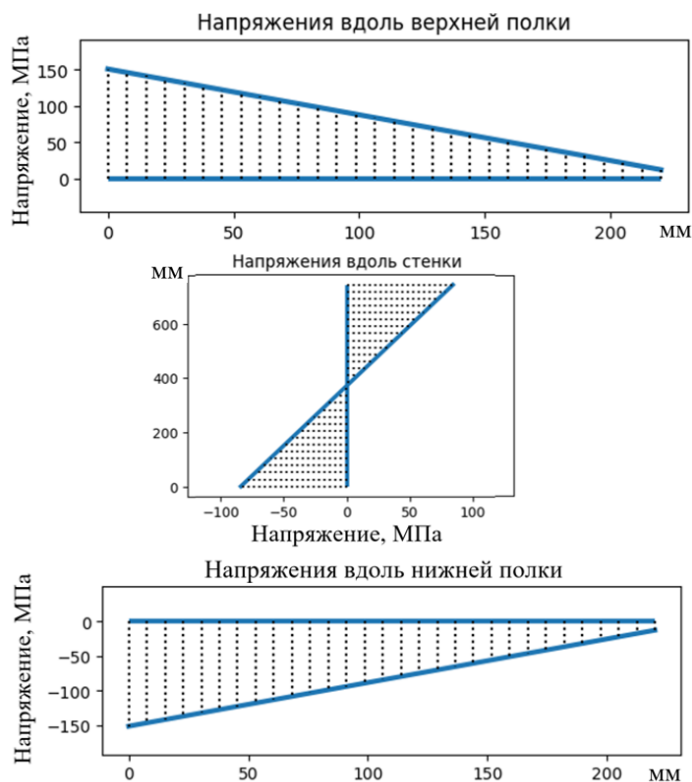 Напряжения вдоль верхней полки
Напряжение, МПа
150
100
50
0
0 50 100 150 200 мм
Напряжения вдоль стенки
мм
600
400
200
0
−100 −50 0 50 100
Напряжение, МПа
Напряжения вдоль нижней полки
Напряжение, МПа
0
−50
−100
−150
0 50 100 150 200 мм